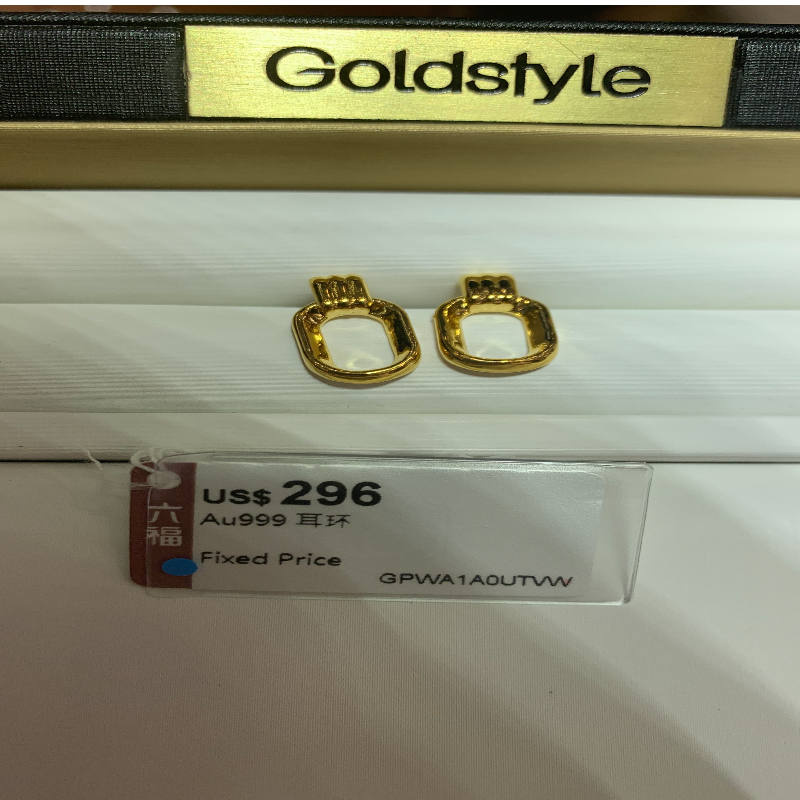 Goldstyle
六福
US$ 296
Au999 耳环
Fixed Price
GPWA1A0UTVW